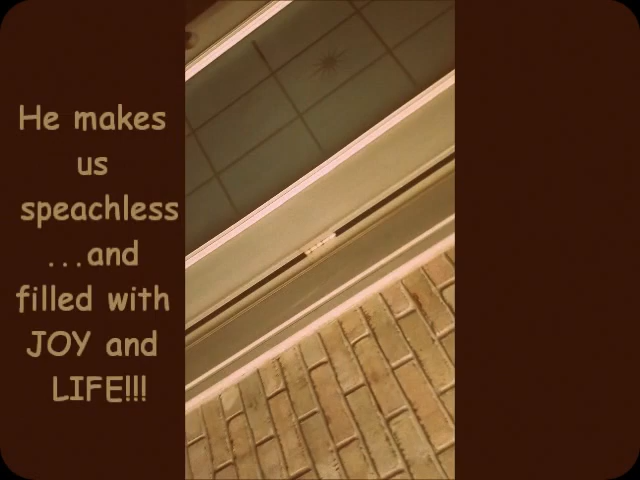 He makes
us
speachless
...and
filled with
JOY and
LIFE!!!